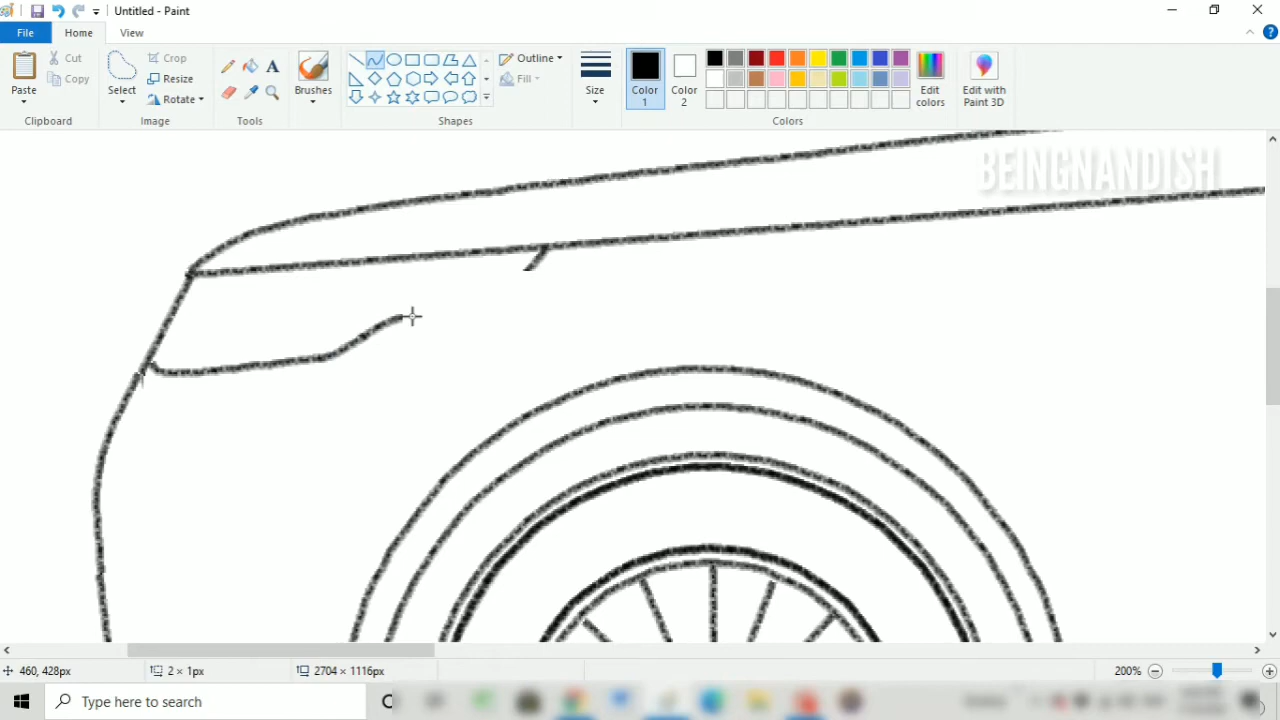 Untitled - Paint
File
Home
View
Paste
Cut
Copy
Clipboard
Select
Crop
Resize
Rotate
Image
Tools
Brushes
Outline
Fill
Shapes
Size
Color 1
Color 2
Edit colors
Edit with Paint 3D
Colors
BEINGNANDISH
460, 428px
2 × 1px
2704 × 1116px
200%
Type here to search